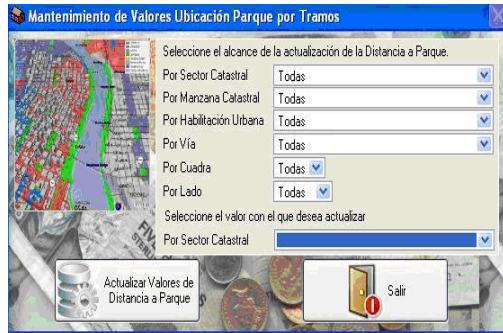 Mantenimiento de Valores Ubicación Parque por Tramos
Seleccione el alcance de la actualización de la Distancia a Parque.
Por Sector Catastral Todas
Por Manzana Catastral Todas
Por Habilitación Urbana Todas
Por Vía Todas
Por Cuadra Todas
Por Lado Todas
Seleccione el valor con el que desea actualizar
Por Sector Catastral
Actualizar Valores de
Distancia a Parque
Salir